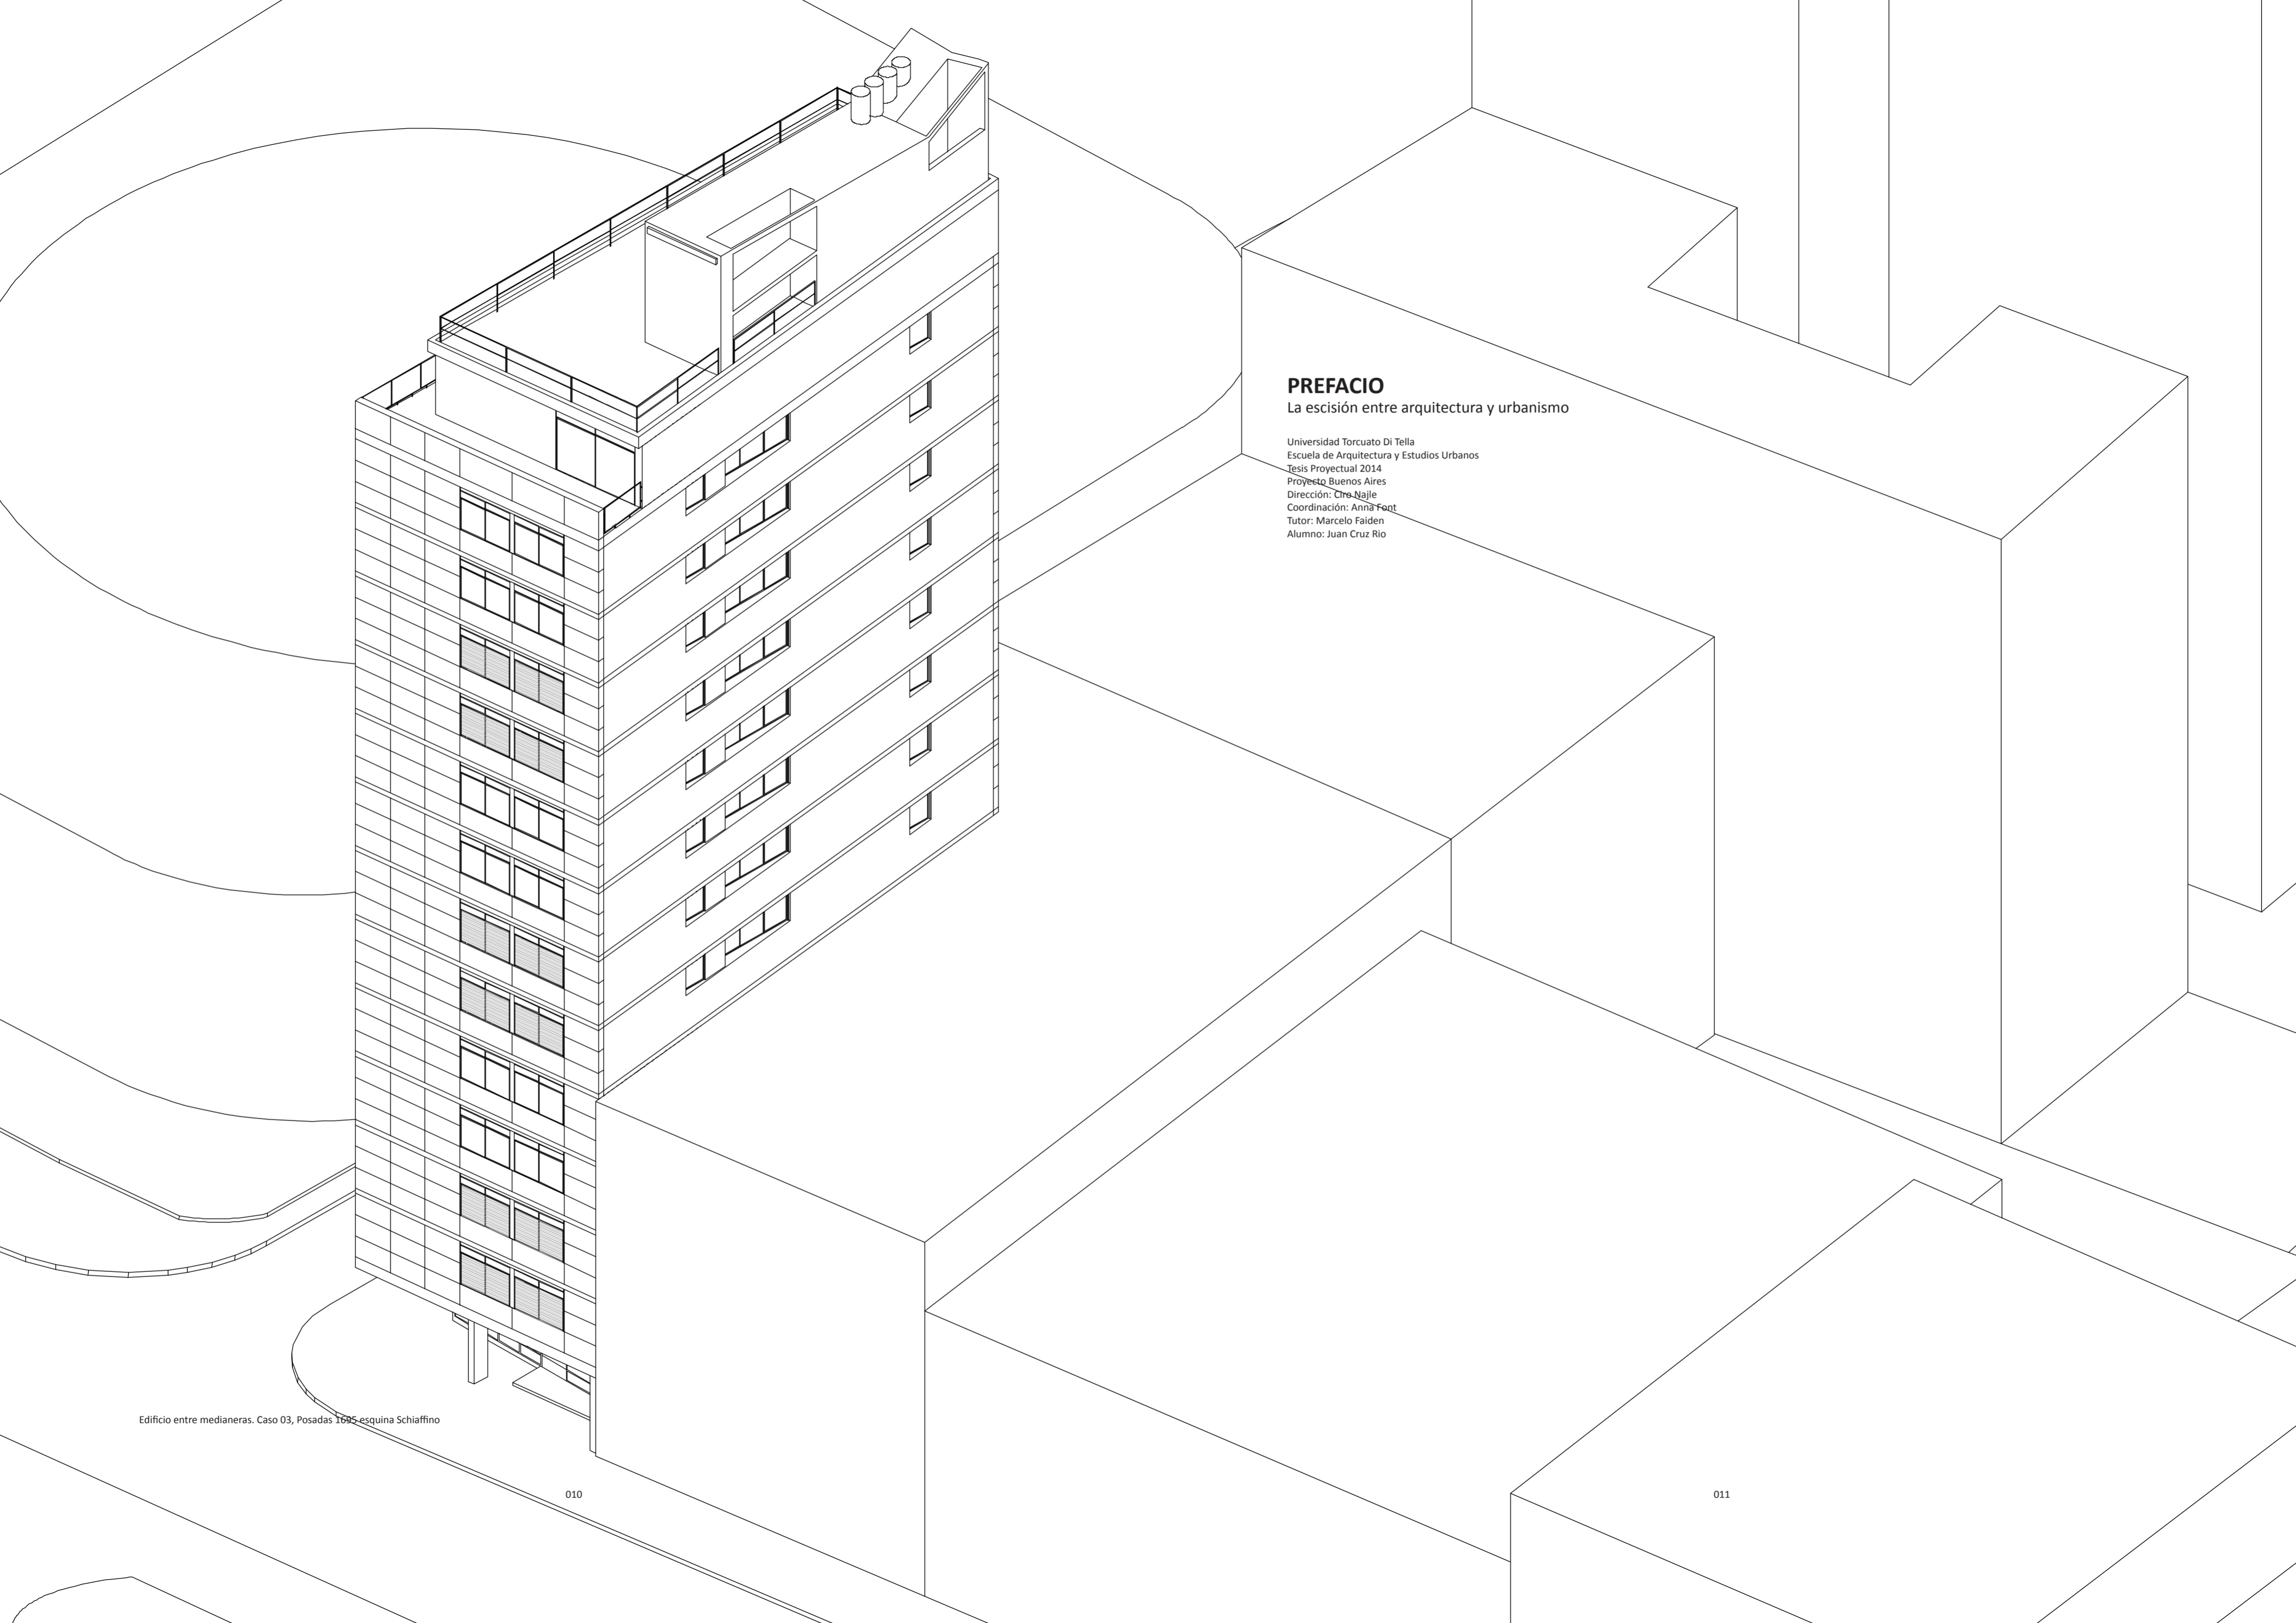 PREFACIO
La escisión entre arquitectura y urbanismo
Universidad Torcuato Di Tella
Escuela de Arquitectura y Estudios Urbanos
Tesis Proyectual 2014
Proyecto Buenos Aires
Dirección: Ciro Najle
Coordinación: Anna Font
Tutor: Marcelo Faiden
Alumno: Juan Cruz Rio
Edificio entre medianeras. Caso 03, Posadas 1695 esquina Schiaffino
010
011